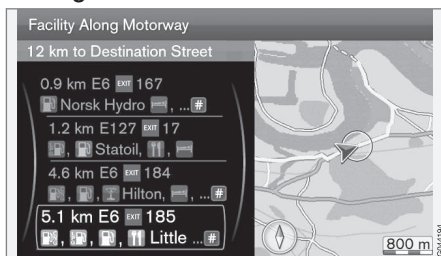 Facility Along Motorway
12 km to Destination Street
0.9 km E6 EXIT 167
Norsk Hydro , ... #
1.2 km E127 EXIT 17
, Statoil, ,
4.6 km E6 EXIT 184
, , Hilton, , ... #
5.1 km E6 EXIT 185
, , , Little ... #
800 m
G044194